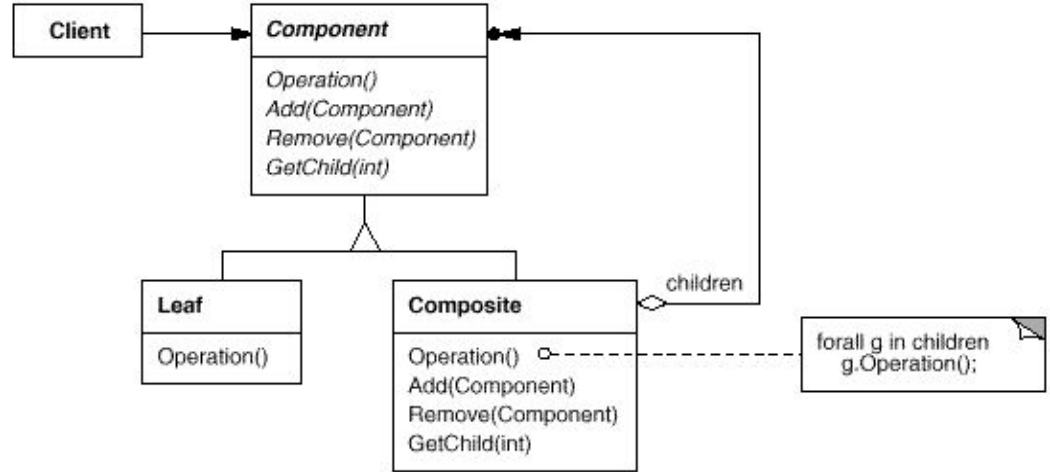 Client
Component
Operation()
Add(Component)
Remove(Component)
GetChild(int)
children
Leaf
Operation()
Composite
Operation()
Add(Component)
Remove(Component)
GetChild(int)
forall g in children
g.Operation();